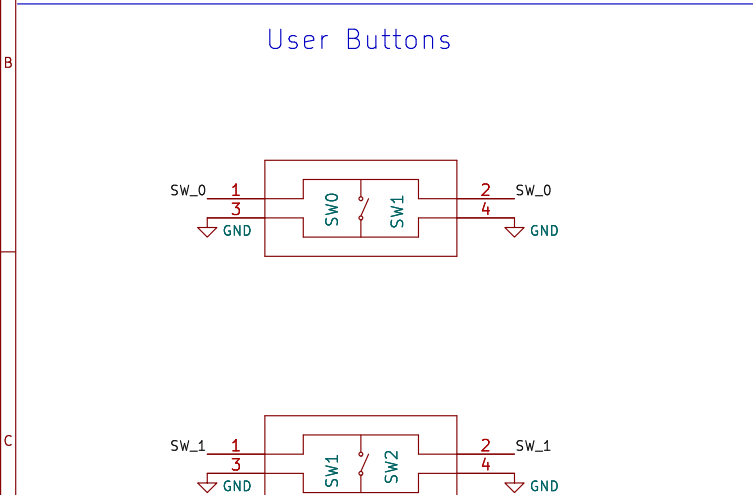 User Buttons
B
SW_0 1 2 SW_0
SW0 SW1
3 4
GND GND
C
SW_1 1 2 SW_1
SW1 SW2
3 4
GND GND